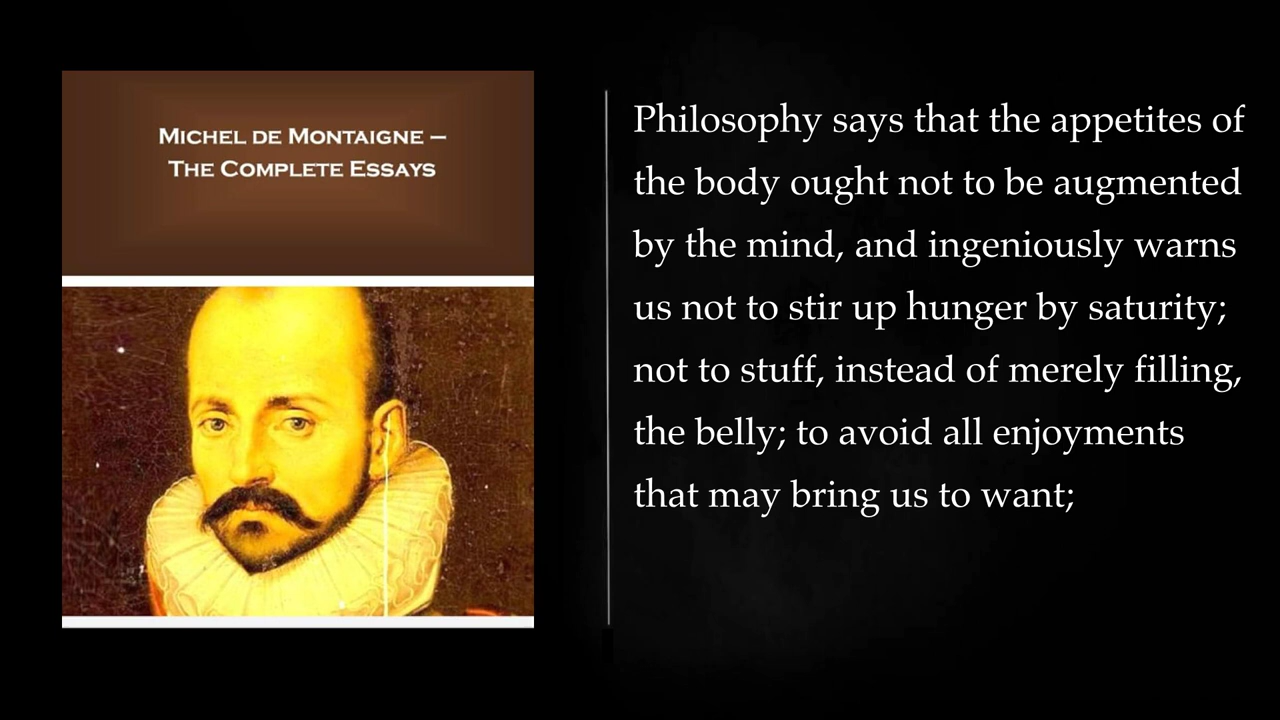 MICHEL DE MONTAIGNE –
THE COMPLETE ESSAYS
Philosophy says that the appetites of
the body ought not to be augmented
by the mind, and ingeniously warns
us not to stir up hunger by saturity;
not to stuff, instead of merely filling,
the belly; to avoid all enjoyments
that may bring us to want;